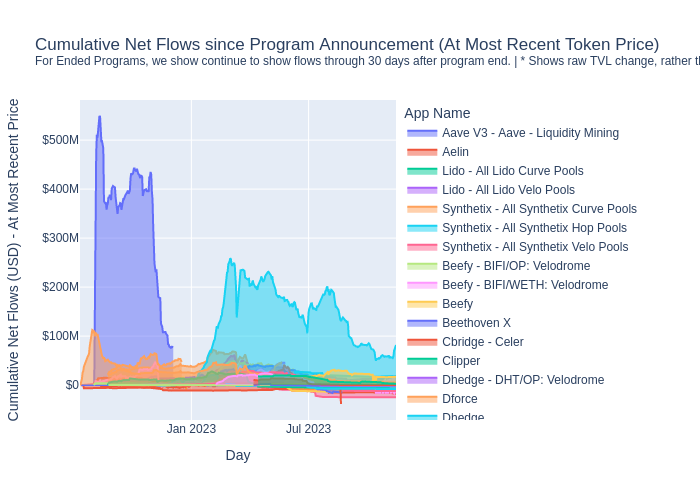 Cumulative Net Flows since Program Announcement (At Most Recent Token Price)
For Ended Programs, we show continue to show flows through 30 days after program end. | * Shows raw TVL change, rather
App Name
Aave V3 - Aave - Liquidity Mining
Aelin
Lido - All Lido Curve Pools
Lido - All Lido Velo Pools
Synthetix - All Synthetix Curve Pools
Synthetix - All Synthetix Hop Pools
Synthetix - All Synthetix Velo Pools
Beefy - BIFI/OP: Velodrome
Beefy - BIFI/WETH: Velodrome
Beefy
Beethoven X
Cbridge - Celer
Clipper
Dhedge - DHT/OP: Velodrome
Dforce
Dhedge
$500M
$400M
$300M
$200M
$100M
$0
Cumulative Net Flows (USD) - At Most Recent Price
Jan 2023
Jul 2023
Day